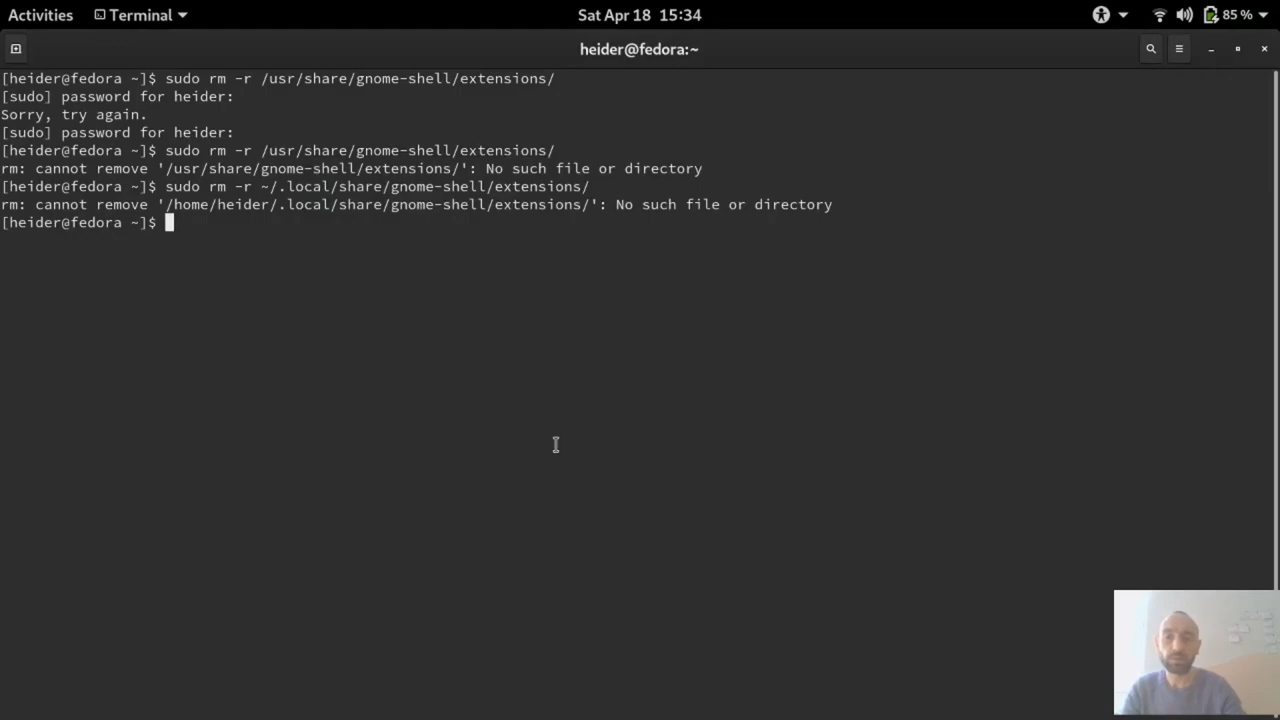 Activities Terminal Sat Apr 18 15:34 85 %
heider@fedora:~
[heider@fedora ~]$ sudo rm -r /usr/share/gnome-shell/extensions/
[sudo] password for heider:
Sorry, try again.
[sudo] password for heider:
[heider@fedora ~]$ sudo rm -r /usr/share/gnome-shell/extensions/
rm: cannot remove '/usr/share/gnome-shell/extensions/': No such file or directory
[heider@fedora ~]$ sudo rm -r ~/.local/share/gnome-shell/extensions/
rm: cannot remove '/home/heider/.local/share/gnome-shell/extensions/': No such file or directory
[heider@fedora ~]$